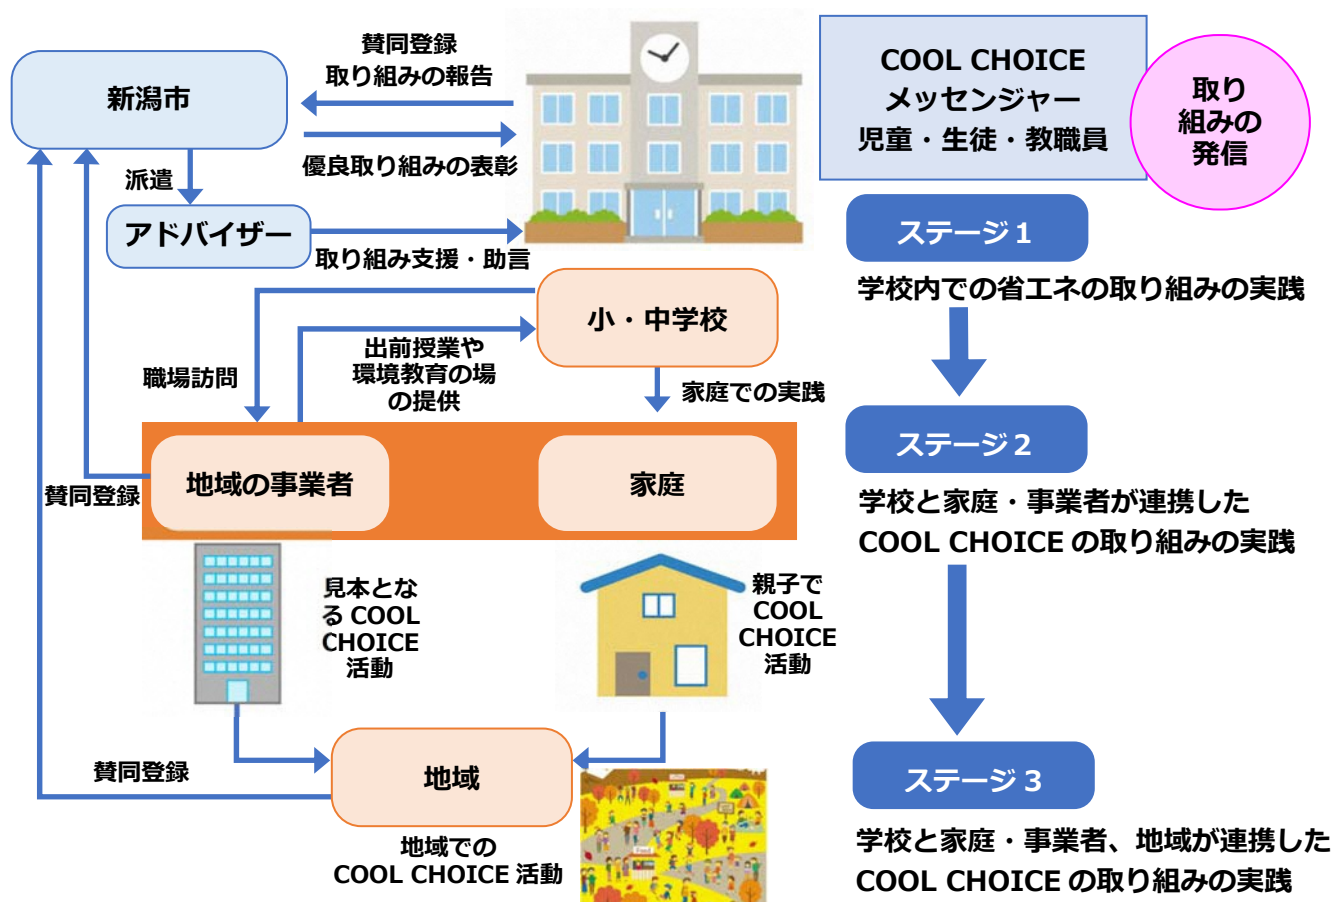 賛同登録
取り組みの報告
新潟市
優良取り組みの表彰
派遣
アドバイザー
取り組み支援・助言
COOL CHOICE
メッセンジャー
児童・生徒・教職員
取り
組みの
発信
ステージ１
学校内での省エネの取り組みの実践
小・中学校
出前授業や
環境教育の場
の提供
職場訪問
家庭での実践
地域の事業者
家庭
賛同登録
ステージ２
学校と家庭・事業者が連携した
COOL CHOICE の取り組みの実践
見本とな
る COOL
CHOICE
活動
親子で
COOL
CHOICE
活動
賛同登録
地域
地域での
COOL CHOICE 活動
ステージ３
学校と家庭・事業者、地域が連携した
COOL CHOICE の取り組みの実践